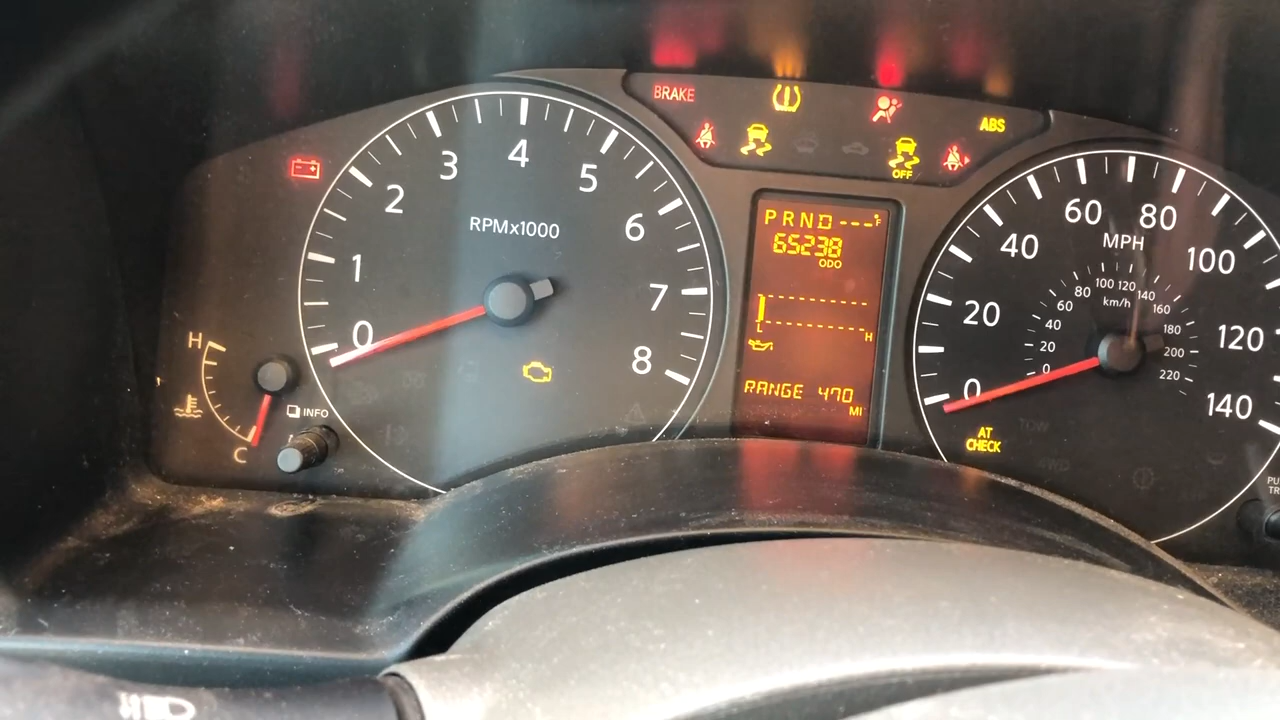 BRAKE
ABS
OFF
1
2
3
4
5
6
7
8
0
RPMx1000
H
C
INFO
PRND---°F
65238
ODO
L
H
RANGE 470
MI
0
20
40
60
80
100
120
140
MPH
0
20
40
60
80
100
120
140
160
180
200
220
km/h
AT
CHECK
TOW
4WD